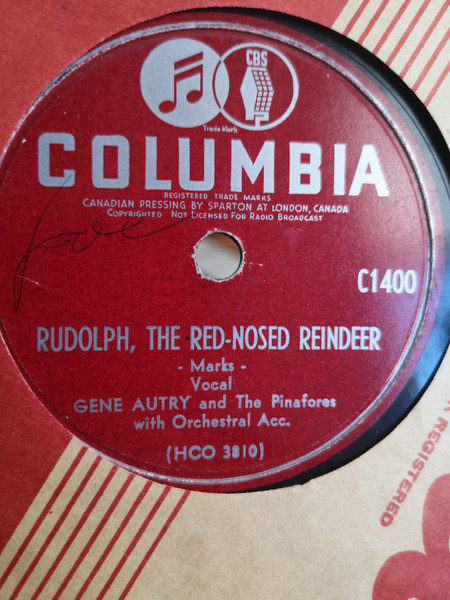 CBS
Trade Mark
COLUMBIA
REGISTERED TRADE MARKS
CANADIAN PRESSING BY SPARTON AT LONDON, CANADA
COPYRIGHTED NOT LICENSED FOR RADIO BROADCAST
C1400
RUDOLPH, THE RED-NOSED REINDEER
- Marks -
Vocal
GENE AUTRY and The Pinafores
with Orchestral Acc.
(HCO 3810)
REGISTERED